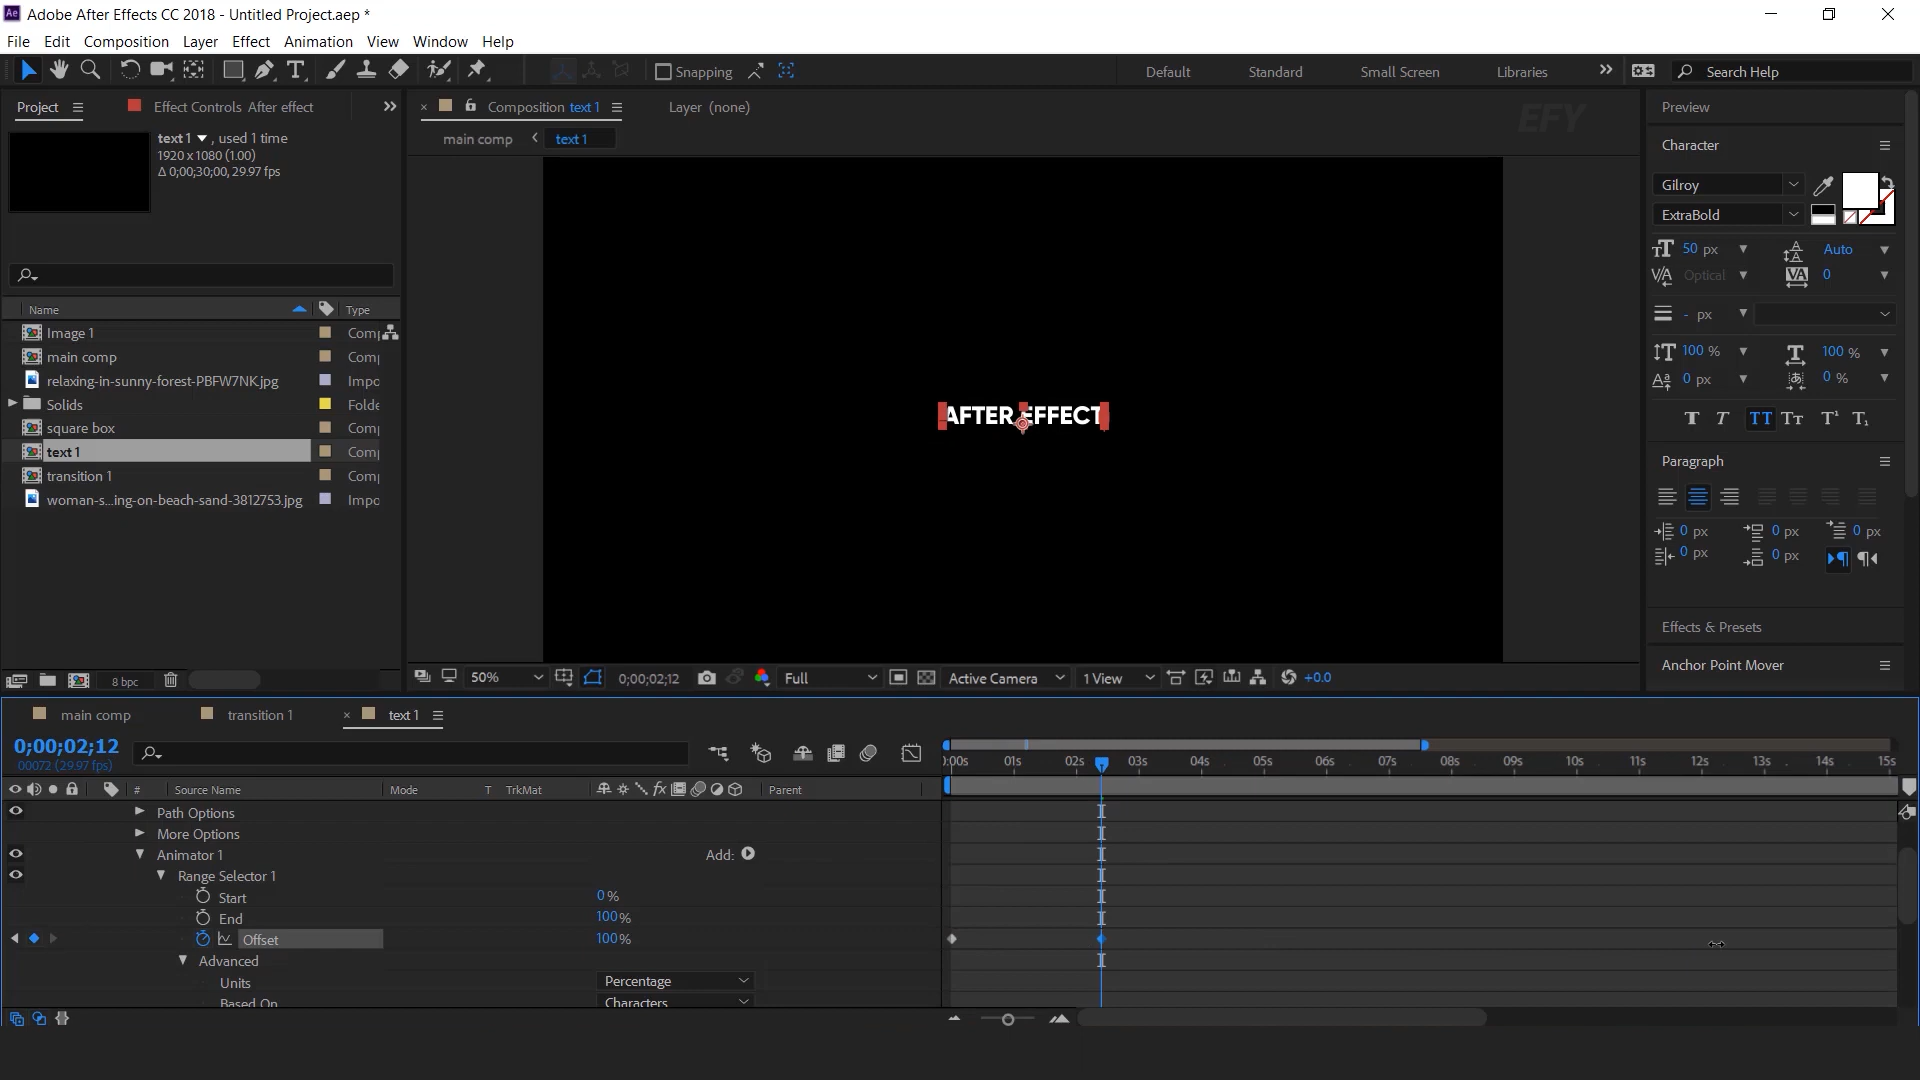 Adobe After Effects CC 2018 - Untitled Project.aep *
File Edit Composition Layer Effect Animation View Window Help
Snapping Default Standard Small Screen Libraries Search Help
Project Effect Controls After effect
Composition text 1 Layer (none)
EFY
main comp text 1
text 1 , used 1 time
1920 x 1080 (1.00)
Δ 0;00;30;00, 29.97 fps
Name Type
Image 1 Comp
main comp Comp
relaxing-in-sunny-forest-PBFW7NK.jpg Impo
Solids Folde
square box Comp
text 1 Comp
transition 1 Comp
woman-s...ing-on-beach-sand-3812753.jpg Impo
8 bpc
AFTER EFFECT
50% 0;00;02;12 Full Active Camera 1 View +0.0
Preview
Character
Gilroy
ExtraBold
50 px Auto
Optical 0
- px
100 % 100 %
0 px 0 %
Paragraph
0 px 0 px 0 px
0 px 0 px
Effects & Presets
Anchor Point Mover
main comp transition 1 text 1
0;00;02;12
00072 (29.97 fps)
):00s 01s 02s 03s 04s 05s 06s 07s 08s 09s 10s 11s 12s 13s 14s 15s
# Source Name Mode T TrkMat Parent
Path Options
More Options
Animator 1 Add:
Range Selector 1
Start 0 %
End 100 %
Offset 100 %
Advanced
Units Percentage
Based On Characters